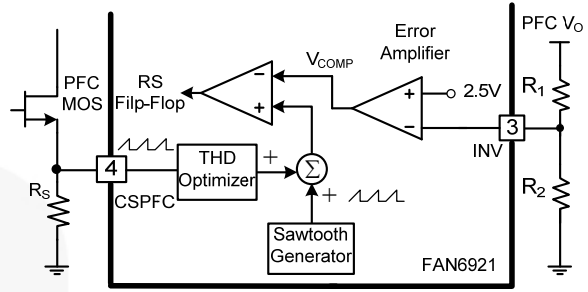 PFC VO
Error
Amplifier
VCOMP
PFC
MOS
RS
Filp-Flop
-
+
+
-
2.5V
R1
3
INV
4
THD
Optimizer
+
Σ
RS
CSPFC
+
R2
Sawtooth
Generator
FAN6921